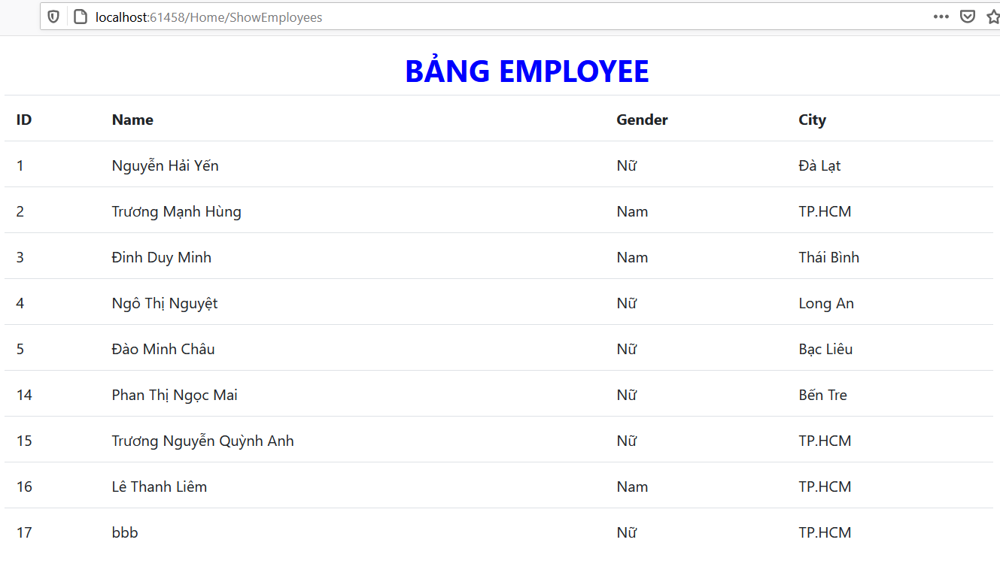 localhost:61458/Home/ShowEmployees
BẢNG EMPLOYEE
ID Name Gender City
1 Nguyễn Hải Yến Nữ Đà Lạt
2 Trương Mạnh Hùng Nam TP.HCM
3 Đinh Duy Minh Nam Thái Bình
4 Ngô Thị Nguyệt Nữ Long An
5 Đào Minh Châu Nữ Bạc Liêu
14 Phan Thị Ngọc Mai Nữ Bến Tre
15 Trương Nguyễn Quỳnh Anh Nữ TP.HCM
16 Lê Thanh Liêm Nam TP.HCM
17 bbb Nữ TP.HCM